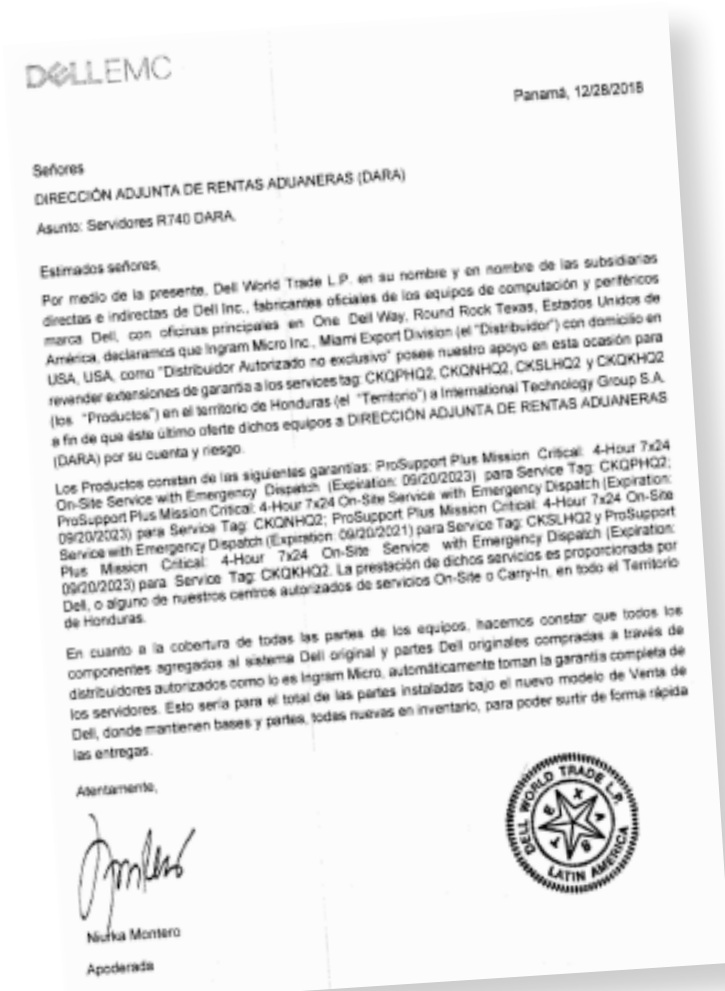 DELLEMC
Panamá, 12/28/2018
Señores
DIRECCIÓN ADJUNTA DE RENTAS ADUANERAS (DARA)
Asunto: Servidores R740 DARA.
Estimados señores,
Por medio de la presente, Dell World Trade L.P. en su nombre y en nombre de las subsidiarias
directas e indirectas de Dell Inc., fabricantes oficiales de los equipos de computación y periféricos
marca Dell, con oficinas principales en One Dell Way, Round Rock Texas, Estados Unidos de
América, declaramos que Ingram Micro Inc., Miami Export Division (el "Distribuidor") con domicilio en
USA, USA, como "Distribuidor Autorizado no exclusivo" posee nuestro apoyo en esta ocasión para
revender extensiones de garantía a los services tag: CKQPHQ2, CKQNHQ2, CKSLHQ2 y CKQKHQ2
(los "Productos") en el territorio de Honduras (el "Territorio") a International Technology Group S.A.
a fin de que éste último oferte dichos equipos a DIRECCIÓN ADJUNTA DE RENTAS ADUANERAS
(DARA) por su cuenta y riesgo.
Los Productos constan de las siguientes garantías: ProSupport Plus Mission Critical: 4-Hour 7x24
On-Site Service with Emergency Dispatch (Expiration: 09/20/2023) para Service Tag: CKQPHQ2;
ProSupport Plus Mission Critical: 4-Hour 7x24 On-Site Service with Emergency Dispatch (Expiration:
09/20/2023) para Service Tag: CKQNHQ2; ProSupport Plus Mission Critical: 4-Hour 7x24 On-Site
Service with Emergency Dispatch (Expiration: 09/20/2021) para Service Tag: CKSLHQ2 y ProSupport
Plus Mission Critical: 4-Hour 7x24 On-Site Service with Emergency Dispatch (Expiration:
09/20/2023) para Service Tag: CKQKHQ2. La prestación de dichos servicios es proporcionada por
Dell, o alguno de nuestros centros autorizados de servicios On-Site o Carry-In, en todo el Territorio
de Honduras.
En cuanto a la cobertura de todas las partes de los equipos, hacemos constar que todos los
componentes agregados al sistema Dell original y partes Dell originales compradas a través de
distribuidores autorizados como lo es Ingram Micro, automáticamente toman la garantía completa de
los servidores. Esto sería para el total de las partes instaladas bajo el nuevo modelo de Venta de
Dell, donde mantienen bases y partes, todas nuevas en inventario, para poder surtir de forma rápida
las entregas.
Atentamente,
DELL WORLD TRADE L.P.
TEXAS
LATIN AMERICA
Niurka Montero
Apoderada